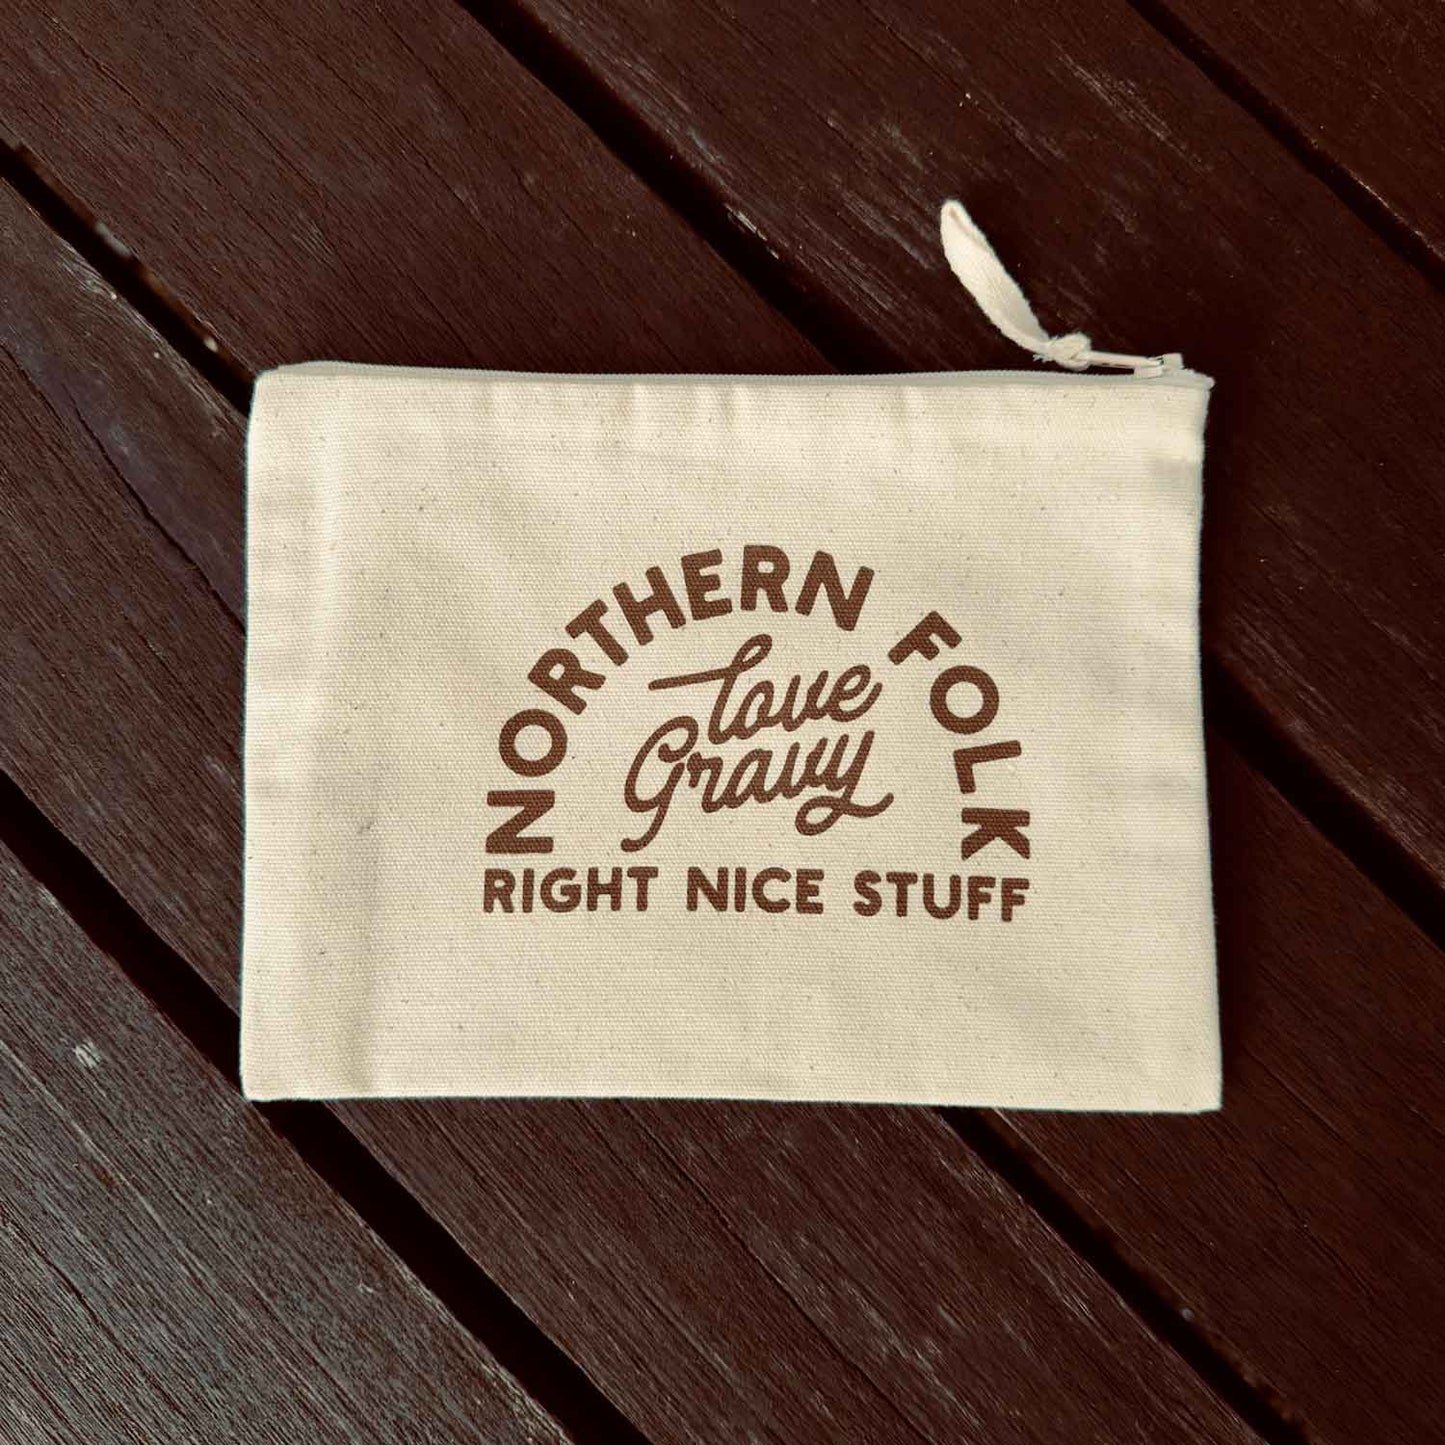 NORTHERN FOLK
love
Gravy
RIGHT NICE STUFF